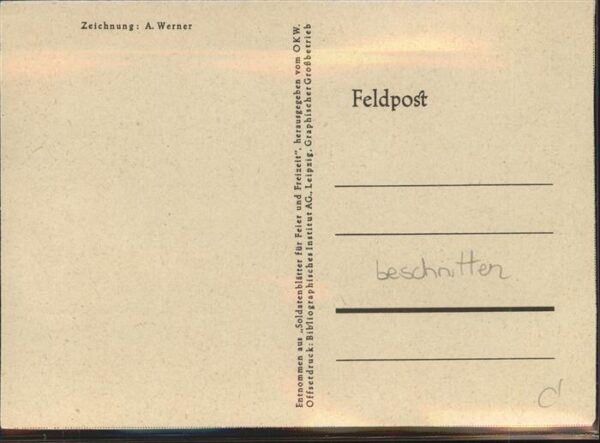 Zeichnung: A. Werner
Entnommen aus „Soldatenblätter für Feier und Freizeit“, herausgegeben vom OKW.
Offsetdruck: Bibliographisches Institut AG., Leipzig. Graphischer Großbetrieb
Feldpost
beschnitten